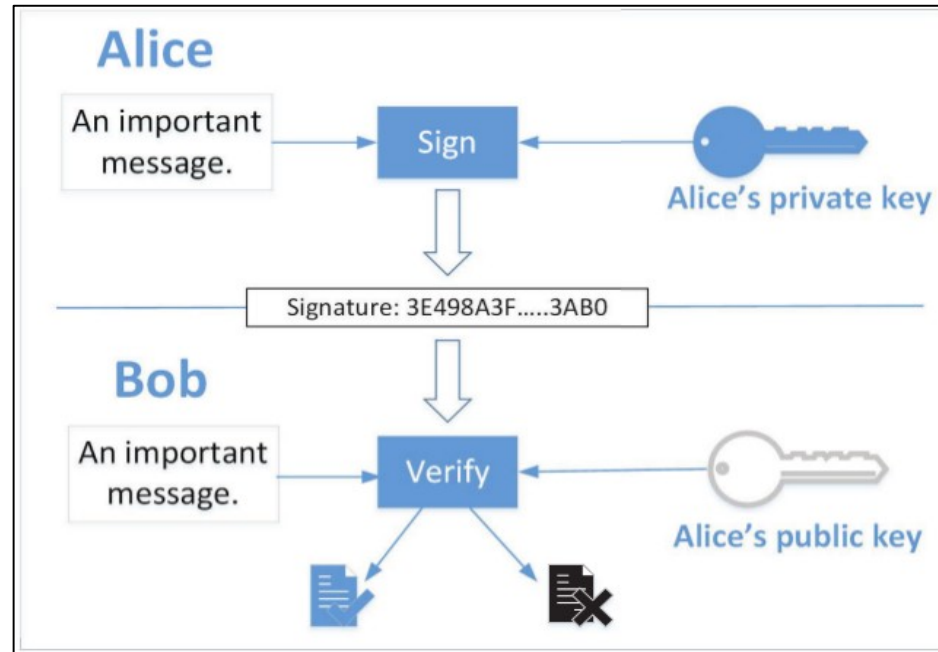 Alice
An important
message.
Sign
Alice’s private key
Signature: 3E498A3F…..3AB0
Bob
An important
message.
Verify
Alice’s public key